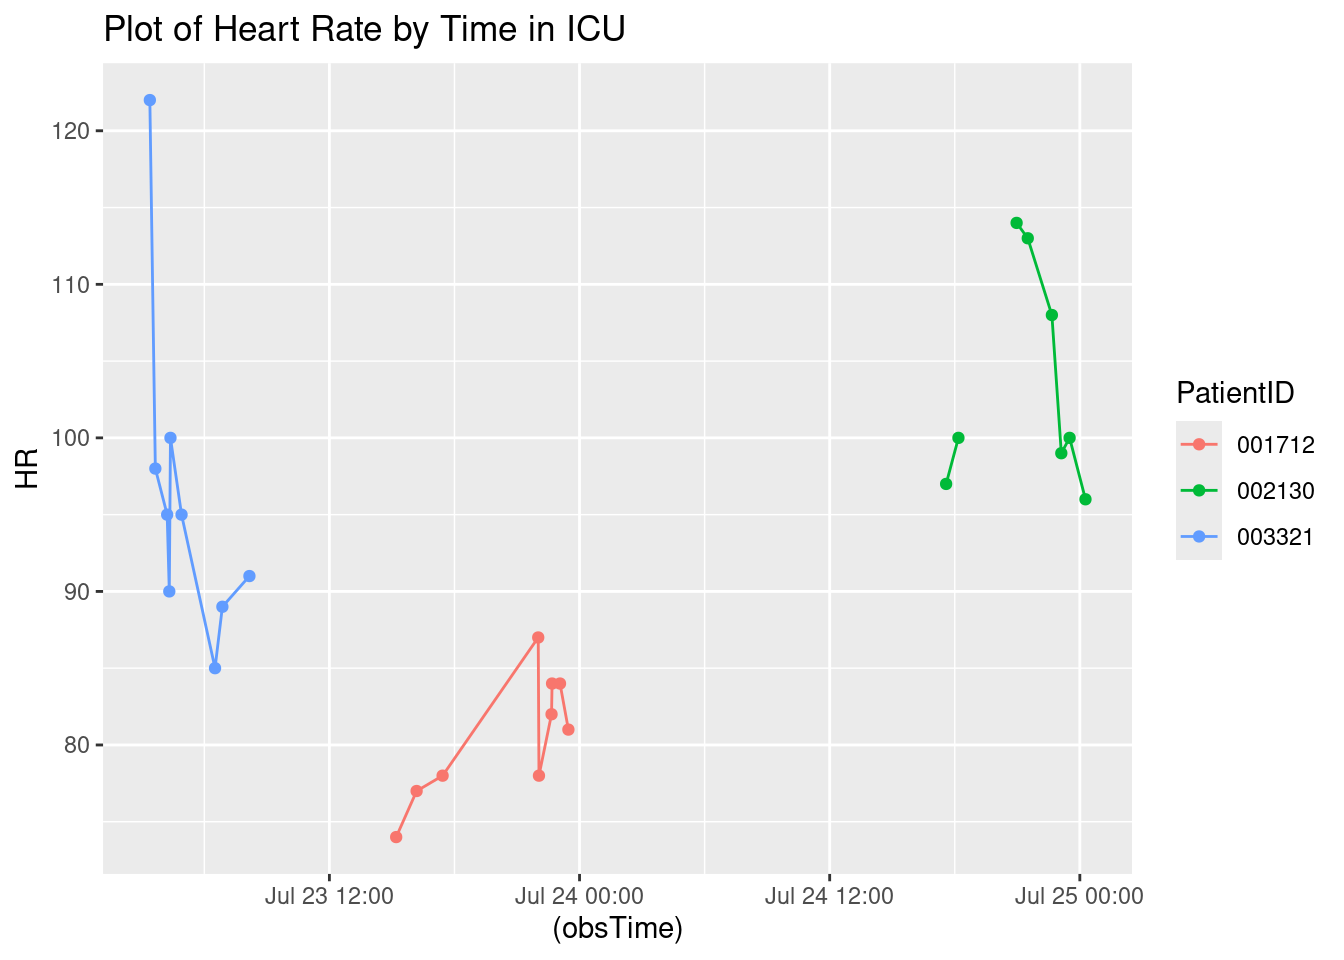 Plot of Heart Rate by Time in ICU
120
110
100
90
80
HR
Jul 23 12:00
Jul 24 00:00
Jul 24 12:00
Jul 25 00:00
(obsTime)
PatientID
001712
002130
003321